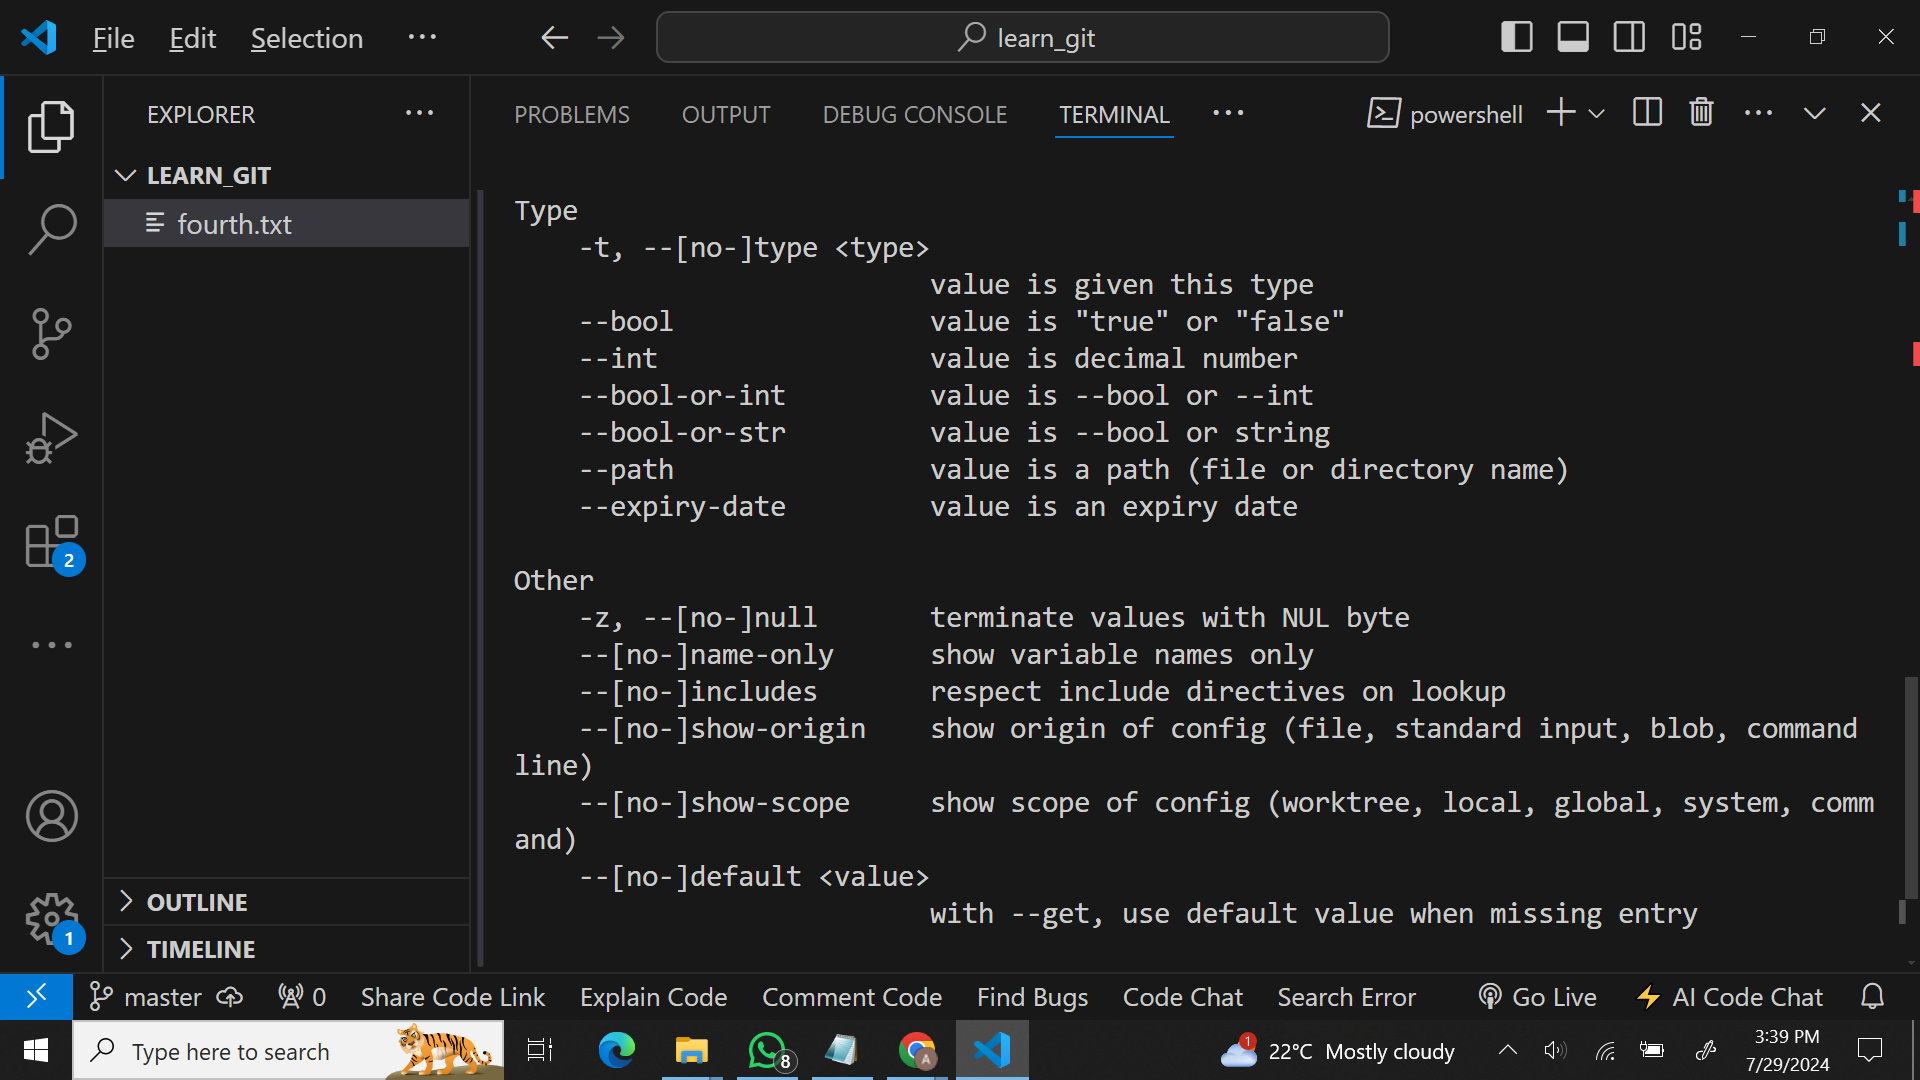 File Edit Selection ··· learn_git
EXPLORER ···
LEARN_GIT
fourth.txt
OUTLINE
TIMELINE
2
1
PROBLEMS OUTPUT DEBUG CONSOLE TERMINAL ··· powershell ···
Type
    -t, --[no-]type <type>
                          value is given this type
    --bool                value is "true" or "false"
    --int                 value is decimal number
    --bool-or-int         value is --bool or --int
    --bool-or-str         value is --bool or string
    --path                value is a path (file or directory name)
    --expiry-date         value is an expiry date
Other
    -z, --[no-]null       terminate values with NUL byte
    --[no-]name-only      show variable names only
    --[no-]includes       respect include directives on lookup
    --[no-]show-origin    show origin of config (file, standard input, blob, command
line)
    --[no-]show-scope     show scope of config (worktree, local, global, system, comm
and)
    --[no-]default <value>
                          with --get, use default value when missing entry
master 0 Share Code Link Explain Code Comment Code Find Bugs Code Chat Search Error Go Live AI Code Chat
Type here to search 8 A 1 22°C Mostly cloudy 3:39 PM
7/29/2024